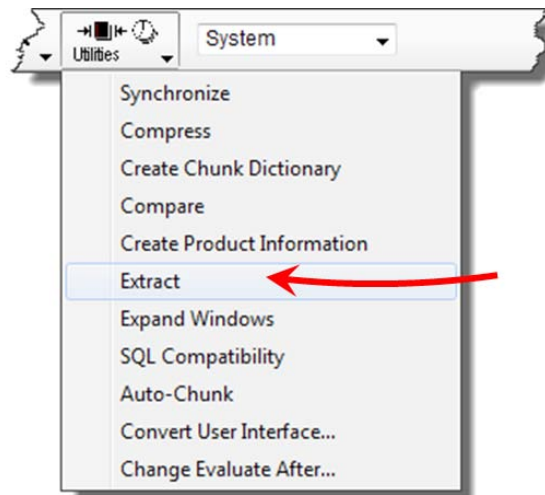 Utilities
System
Synchronize
Compress
Create Chunk Dictionary
Compare
Create Product Information
Extract
Expand Windows
SQL Compatibility
Auto-Chunk
Convert User Interface...
Change Evaluate After...